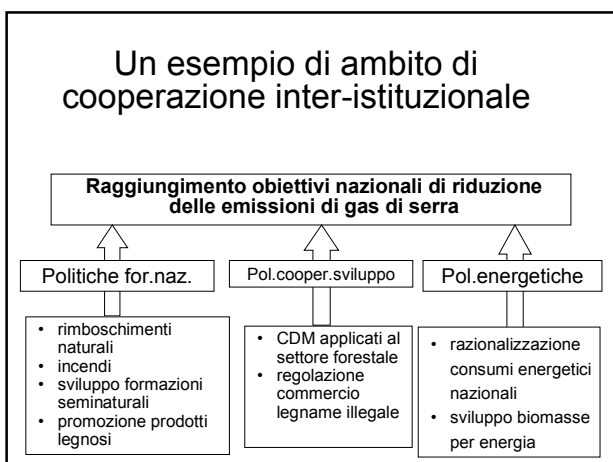 Un esempio di ambito di
cooperazione inter-istituzionale
Raggiungimento obiettivi nazionali di riduzione
delle emissioni di gas di serra
Politiche for.naz.
Pol.cooper.sviluppo
Pol.energetiche
• rimboschimenti
naturali
• incendi
• sviluppo formazioni
seminaturali
• promozione prodotti
legnosi
• CDM applicati al
settore forestale
• regolazione
commercio
legname illegale
• razionalizzazione
consumi energetici
nazionali
• sviluppo biomasse
per energia